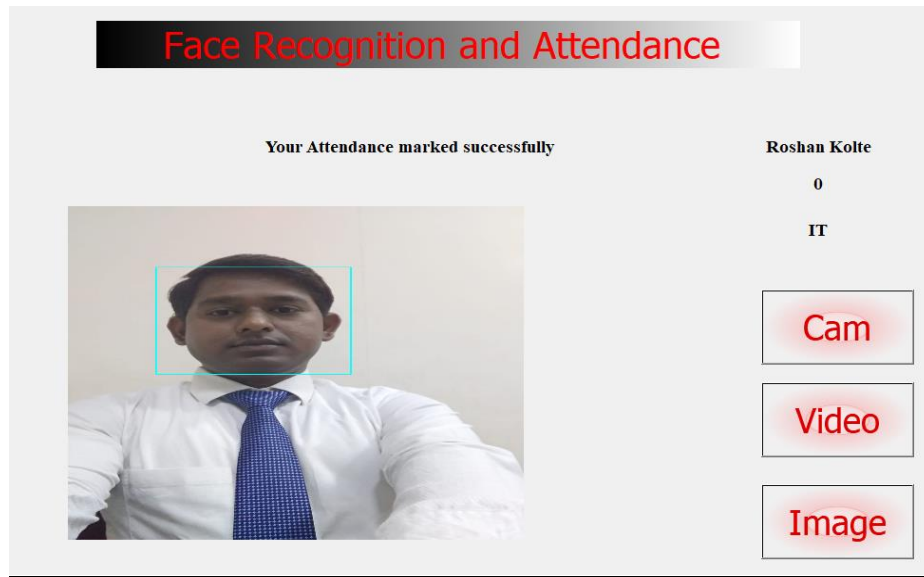 Face Recognition and Attendance
Your Attendance marked successfully
Roshan Kolte
0
IT
Cam
Video
Image